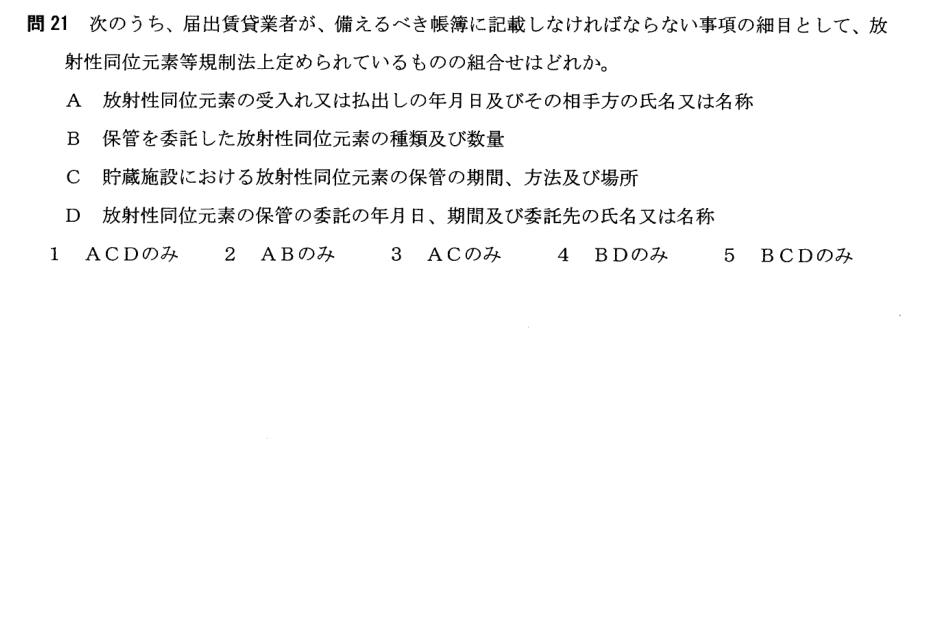 問21 次のうち、届出賃貸業者が、備えるべき帳簿に記載しなければならない事項の細目として、放
射性同位元素等規制法上定められているものの組合せはどれか。
A 放射性同位元素の受入れ又は払出しの年月日及びその相手方の氏名又は名称
B 保管を委託した放射性同位元素の種類及び数量
C 貯蔵施設における放射性同位元素の保管の期間、方法及び場所
D 放射性同位元素の保管の委託の年月日、期間及び委託先の氏名又は名称
1 ACDのみ 2 ABのみ 3 ACのみ 4 BDのみ 5 BCDのみ